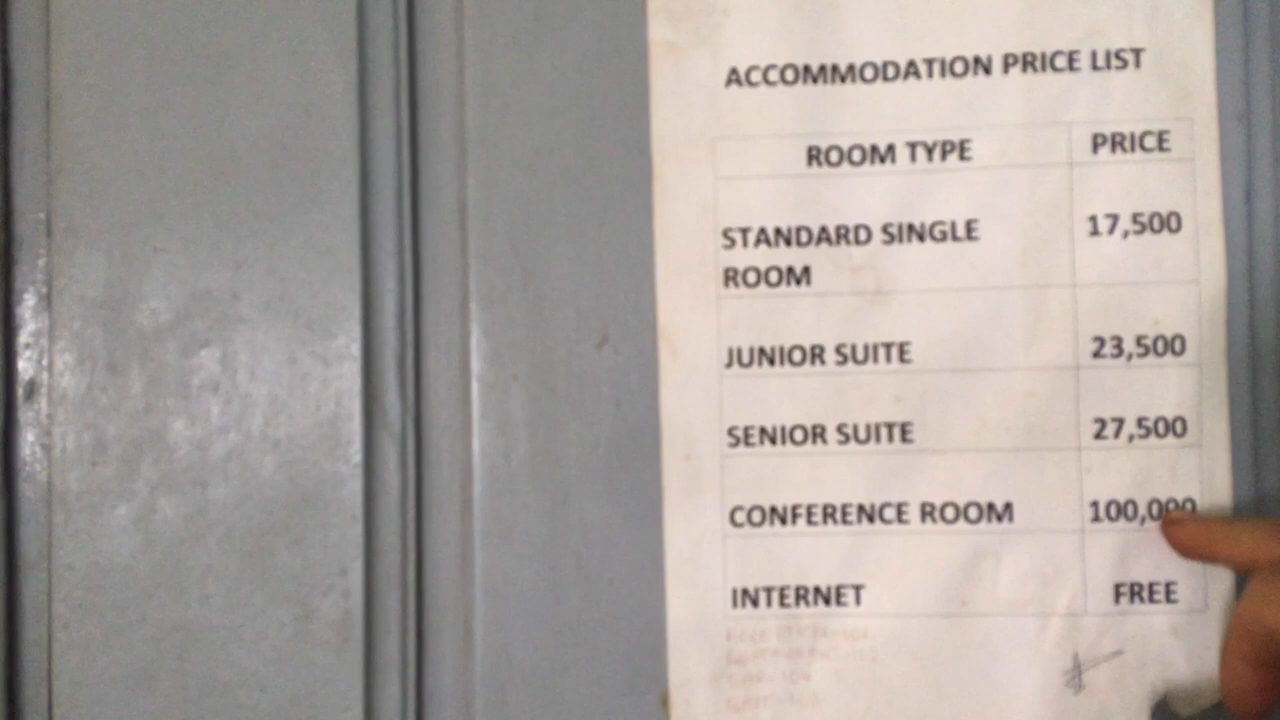 ACCOMMODATION PRICE LIST
ROOM TYPE PRICE
STANDARD SINGLE 17,500
ROOM
JUNIOR SUITE 23,500
SENIOR SUITE 27,500
CONFERENCE ROOM 100,000
INTERNET FREE